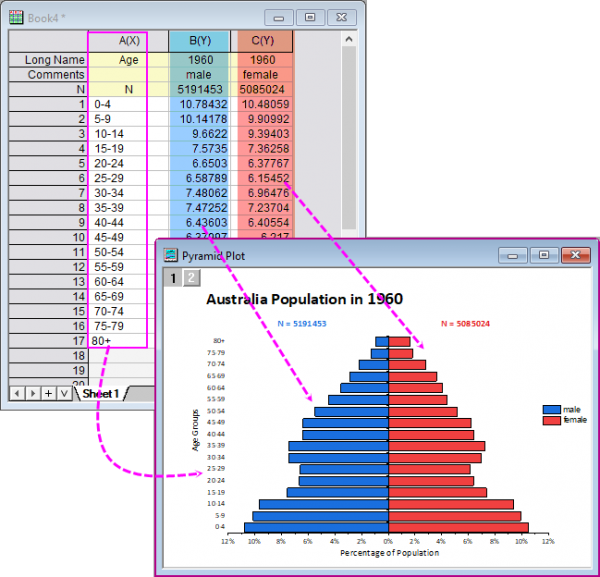 Book4 *
A(X) B(Y) C(Y)
Long Name Age 1960 1960
Comments male female
N N 5191453 5085024
1 0-4 10.78432 10.48059
2 5-9 10.14178 9.90992
3 10-14 9.6622 9.39403
4 15-19 7.5735 7.36258
5 20-24 6.6503 6.37767
6 25-29 6.58789 6.15452
7 30-34 7.48062 6.96476
8 35-39 7.47252 7.23704
9 40-44 6.43603 6.40554
10 45-49 6.217
11 50-54
12 55-59
13 60-64
14 65-69
15 70-74
16 75-79
17 80+
18
19
20
Sheet1
Pyramid Plot
1 2
Australia Population in 1960
N = 5191453 N = 5085024
80+
75-79
70-74
65-69
60-64
55-59
50-54
45-49
40-44
35-39
30-34
25-29
20-24
15-19
10-14
5-9
0-4
Age Groups
male
female
12% 10% 8% 6% 4% 2% 0% 2% 4% 6% 8% 10% 12%
Percentage of Population